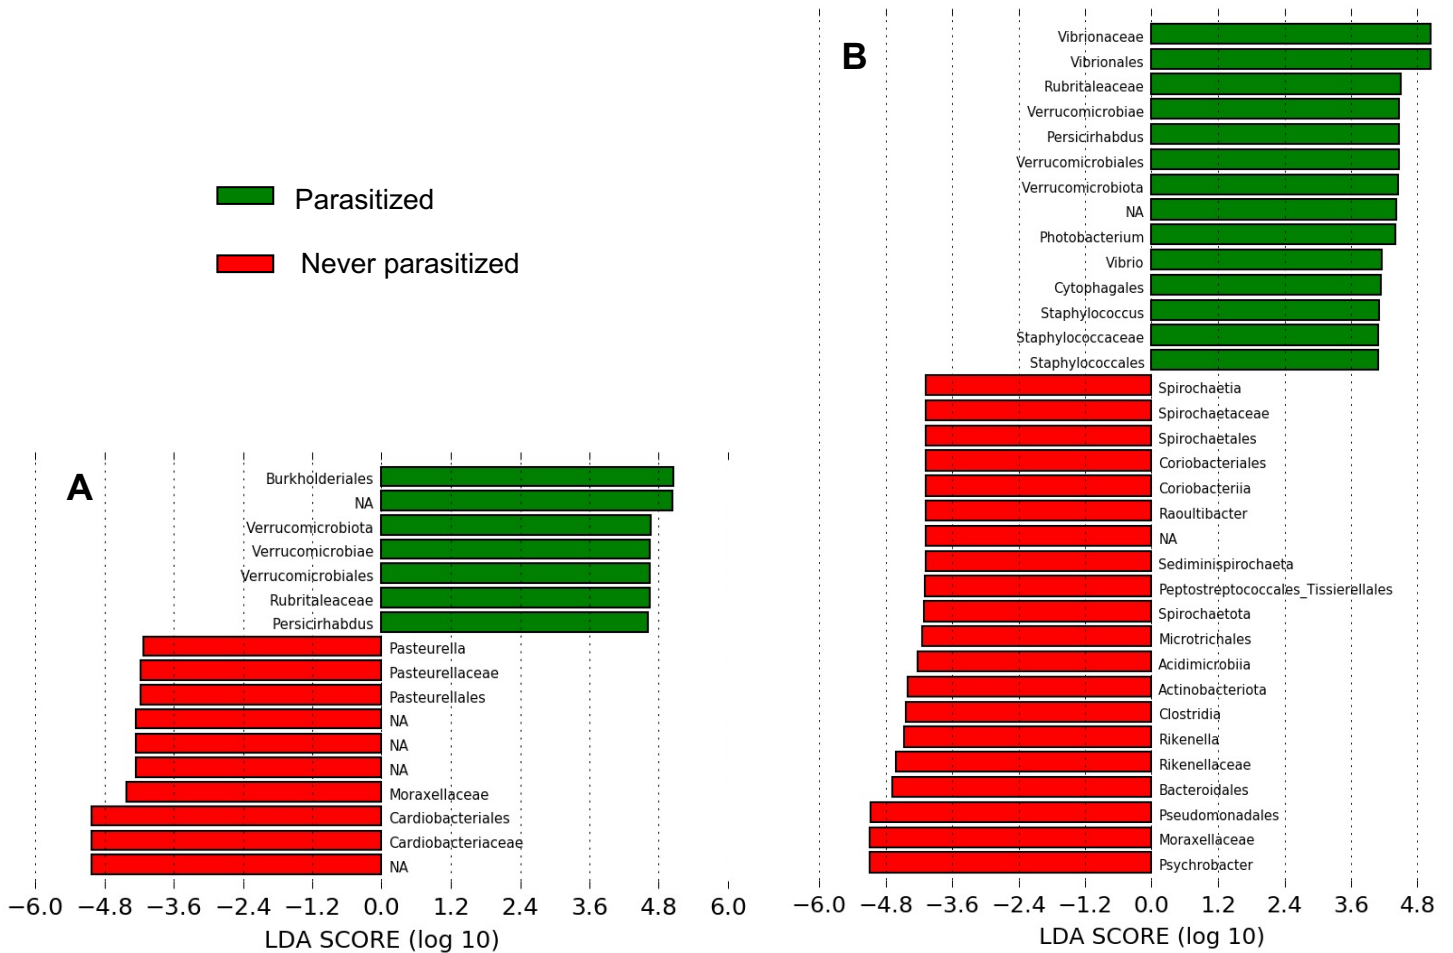 Parasitized
Never parasitized
A
Burkholderiales
NA
Verrucomicrobiota
Verrucomicrobiae
Verrucomicrobiales
Rubritaleaceae
Persicirhabdus
Pasteurella
Pasteurellaceae
Pasteurellales
NA
NA
NA
Moraxellaceae
Cardiobacteriales
Cardiobacteriaceae
NA
−6.0 −4.8 −3.6 −2.4 −1.2 0.0 1.2 2.4 3.6 4.8 6.0
LDA SCORE (log 10)
B
Vibrionaceae
Vibrionales
Rubritaleaceae
Verrucomicrobiae
Persicirhabdus
Verrucomicrobiales
Verrucomicrobiota
NA
Photobacterium
Vibrio
Cytophagales
Staphylococcus
Staphylococcaceae
Staphylococcales
Spirochaetia
Spirochaetaceae
Spirochaetales
Coriobacteriales
Coriobacteriia
Raoultibacter
NA
Sediminispirochaeta
Peptostreptococcales_Tissierellales
Spirochaetota
Microtrichales
Acidimicrobiia
Actinobacteriota
Clostridia
Rikenella
Rikenellaceae
Bacteroidales
Pseudomonadales
Moraxellaceae
Psychrobacter
−6.0 −4.8 −3.6 −2.4 −1.2 0.0 1.2 2.4 3.6 4.8
LDA SCORE (log 10)